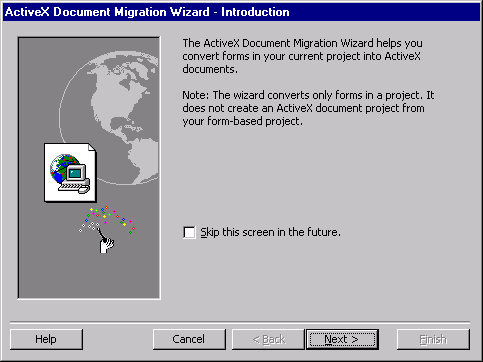 ActiveX Document Migration Wizard - Introduction
The ActiveX Document Migration Wizard helps you
convert forms in your current project into ActiveX
documents.
Note: The wizard converts only forms in a project. It
does not create an ActiveX document project from
your form-based project.
Skip this screen in the future.
Help
Cancel
< Back
Next >
Finish